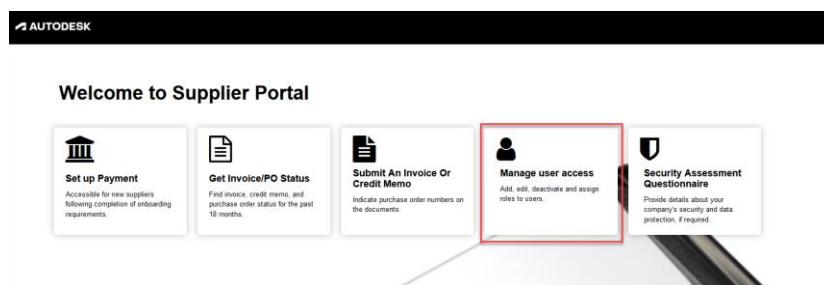 AUTODESK
Welcome to Supplier Portal
Set up Payment
Accessible for new suppliers
following completion of onboarding
requirements.
Get Invoice/PO Status
Find invoice, credit memo, and
purchase order status for the past
18 months.
Submit An Invoice Or
Credit Memo
Indicate purchase order numbers on
the documents.
Manage user access
Add, edit, deactivate and assign
roles to users.
Security Assessment
Questionnaire
Provide details about your
company's security and data
protection, if required.